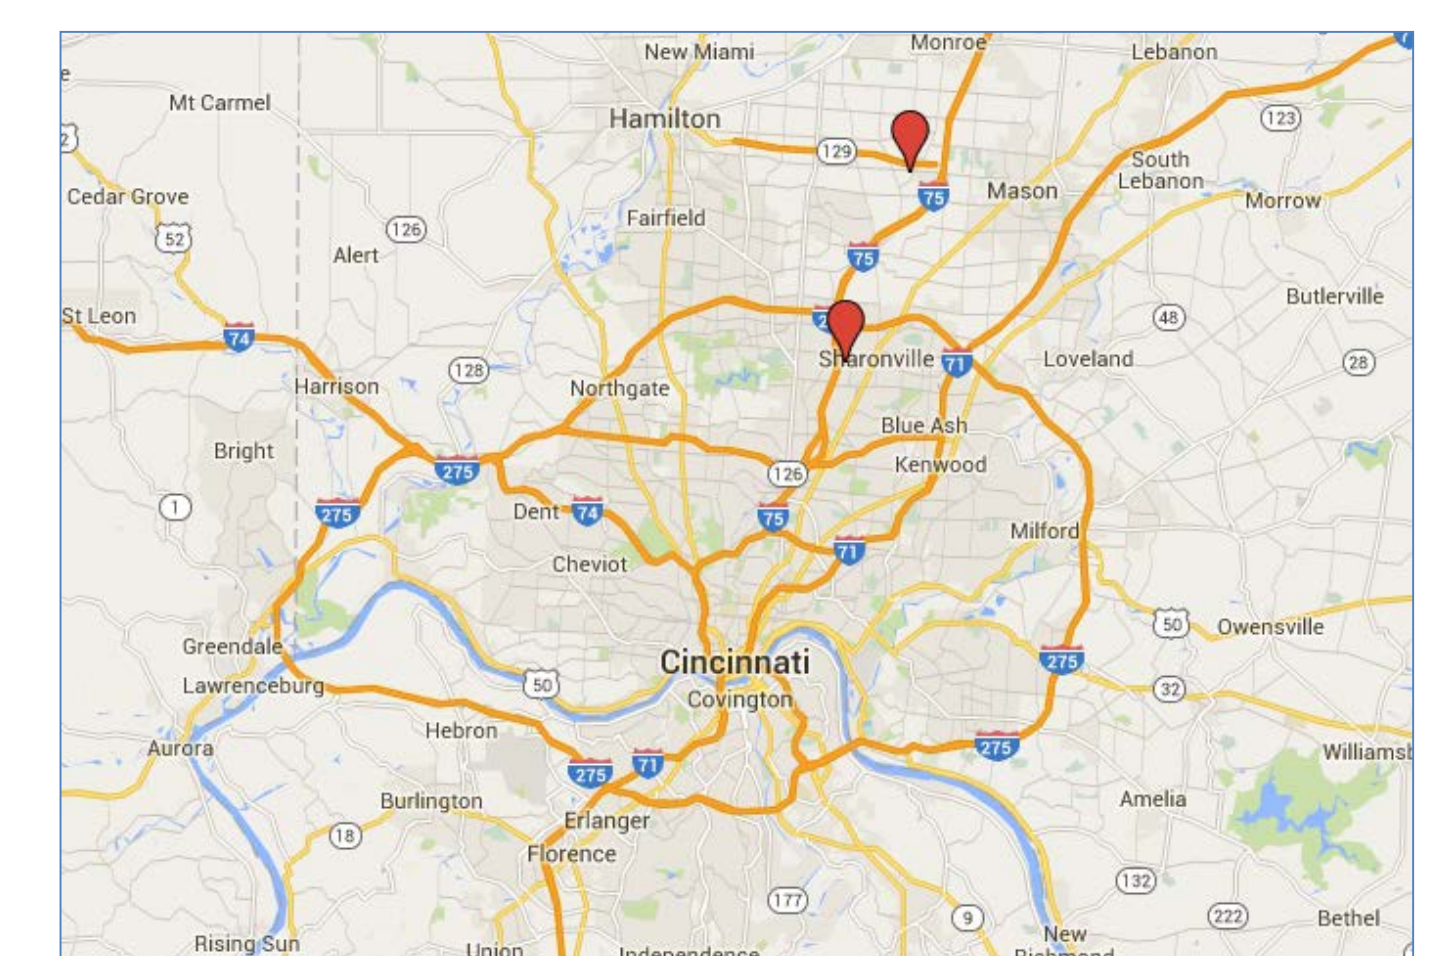 New Miami
Monroe
Lebanon
Mt Carmel
Hamilton
123
129
South
Lebanon
Mason
75
Cedar Grove
Morrow
Fairfield
126
52
Alert
75
Butlerville
St Leon
48
74
Sharonville
71
Loveland
28
128
Harrison
Northgate
Blue Ash
Bright
Kenwood
275
126
1
275
Dent
74
75
Milford
71
Cheviot
50
Owensville
Greendale
Cincinnati
275
Lawrenceburg
50
32
Covington
Hebron
Aurora
275
71
275
Burlington
Amelia
Erlanger
18
Florence
132
177
9
222
Bethel
New
Rising Sun
Union
Independence